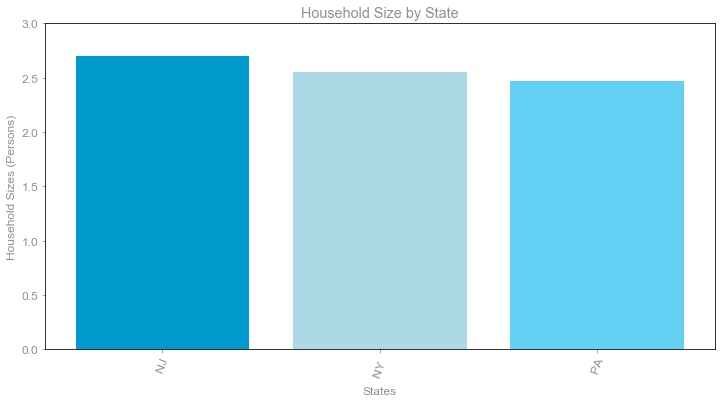 Household Size by State
Household Sizes (Persons)
3.0
2.5
2.0
1.5
1.0
0.5
0.0
NJ
NY
PA
States